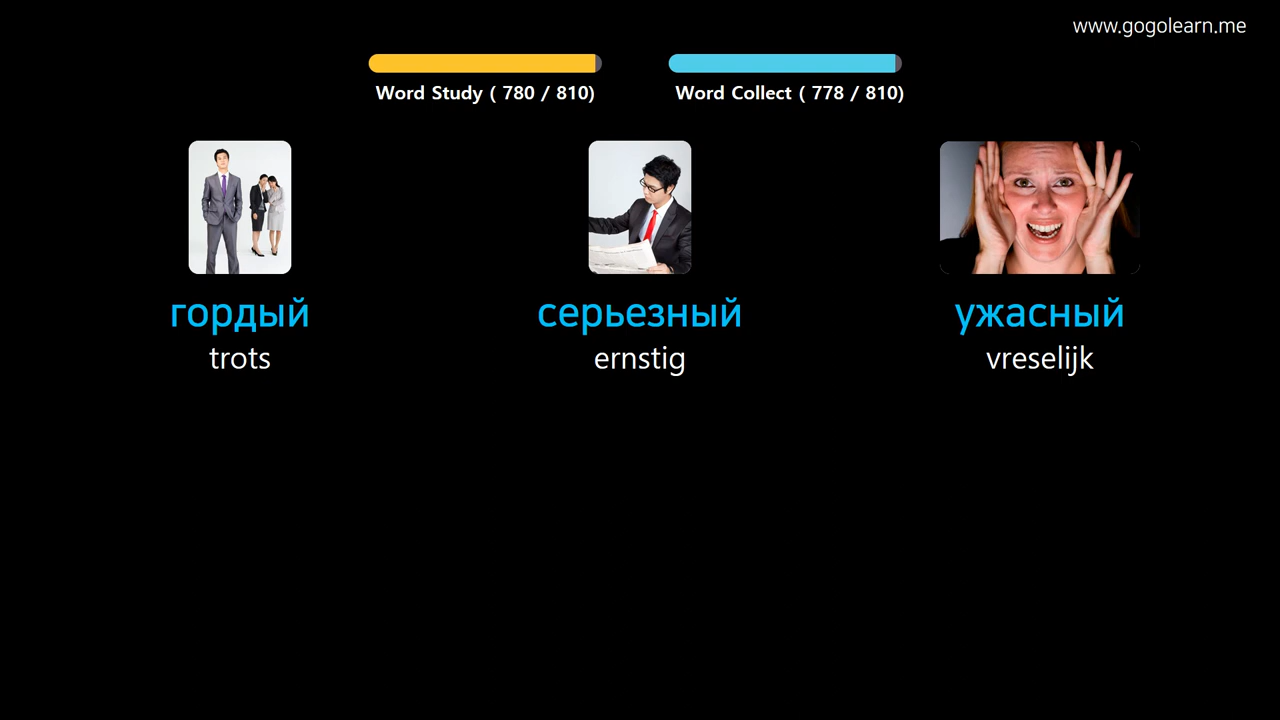 www.gogolearn.me
Word Study ( 780 / 810)
Word Collect ( 778 / 810)
гордый
trots
серьезный
ernstig
ужасный
vreselijk